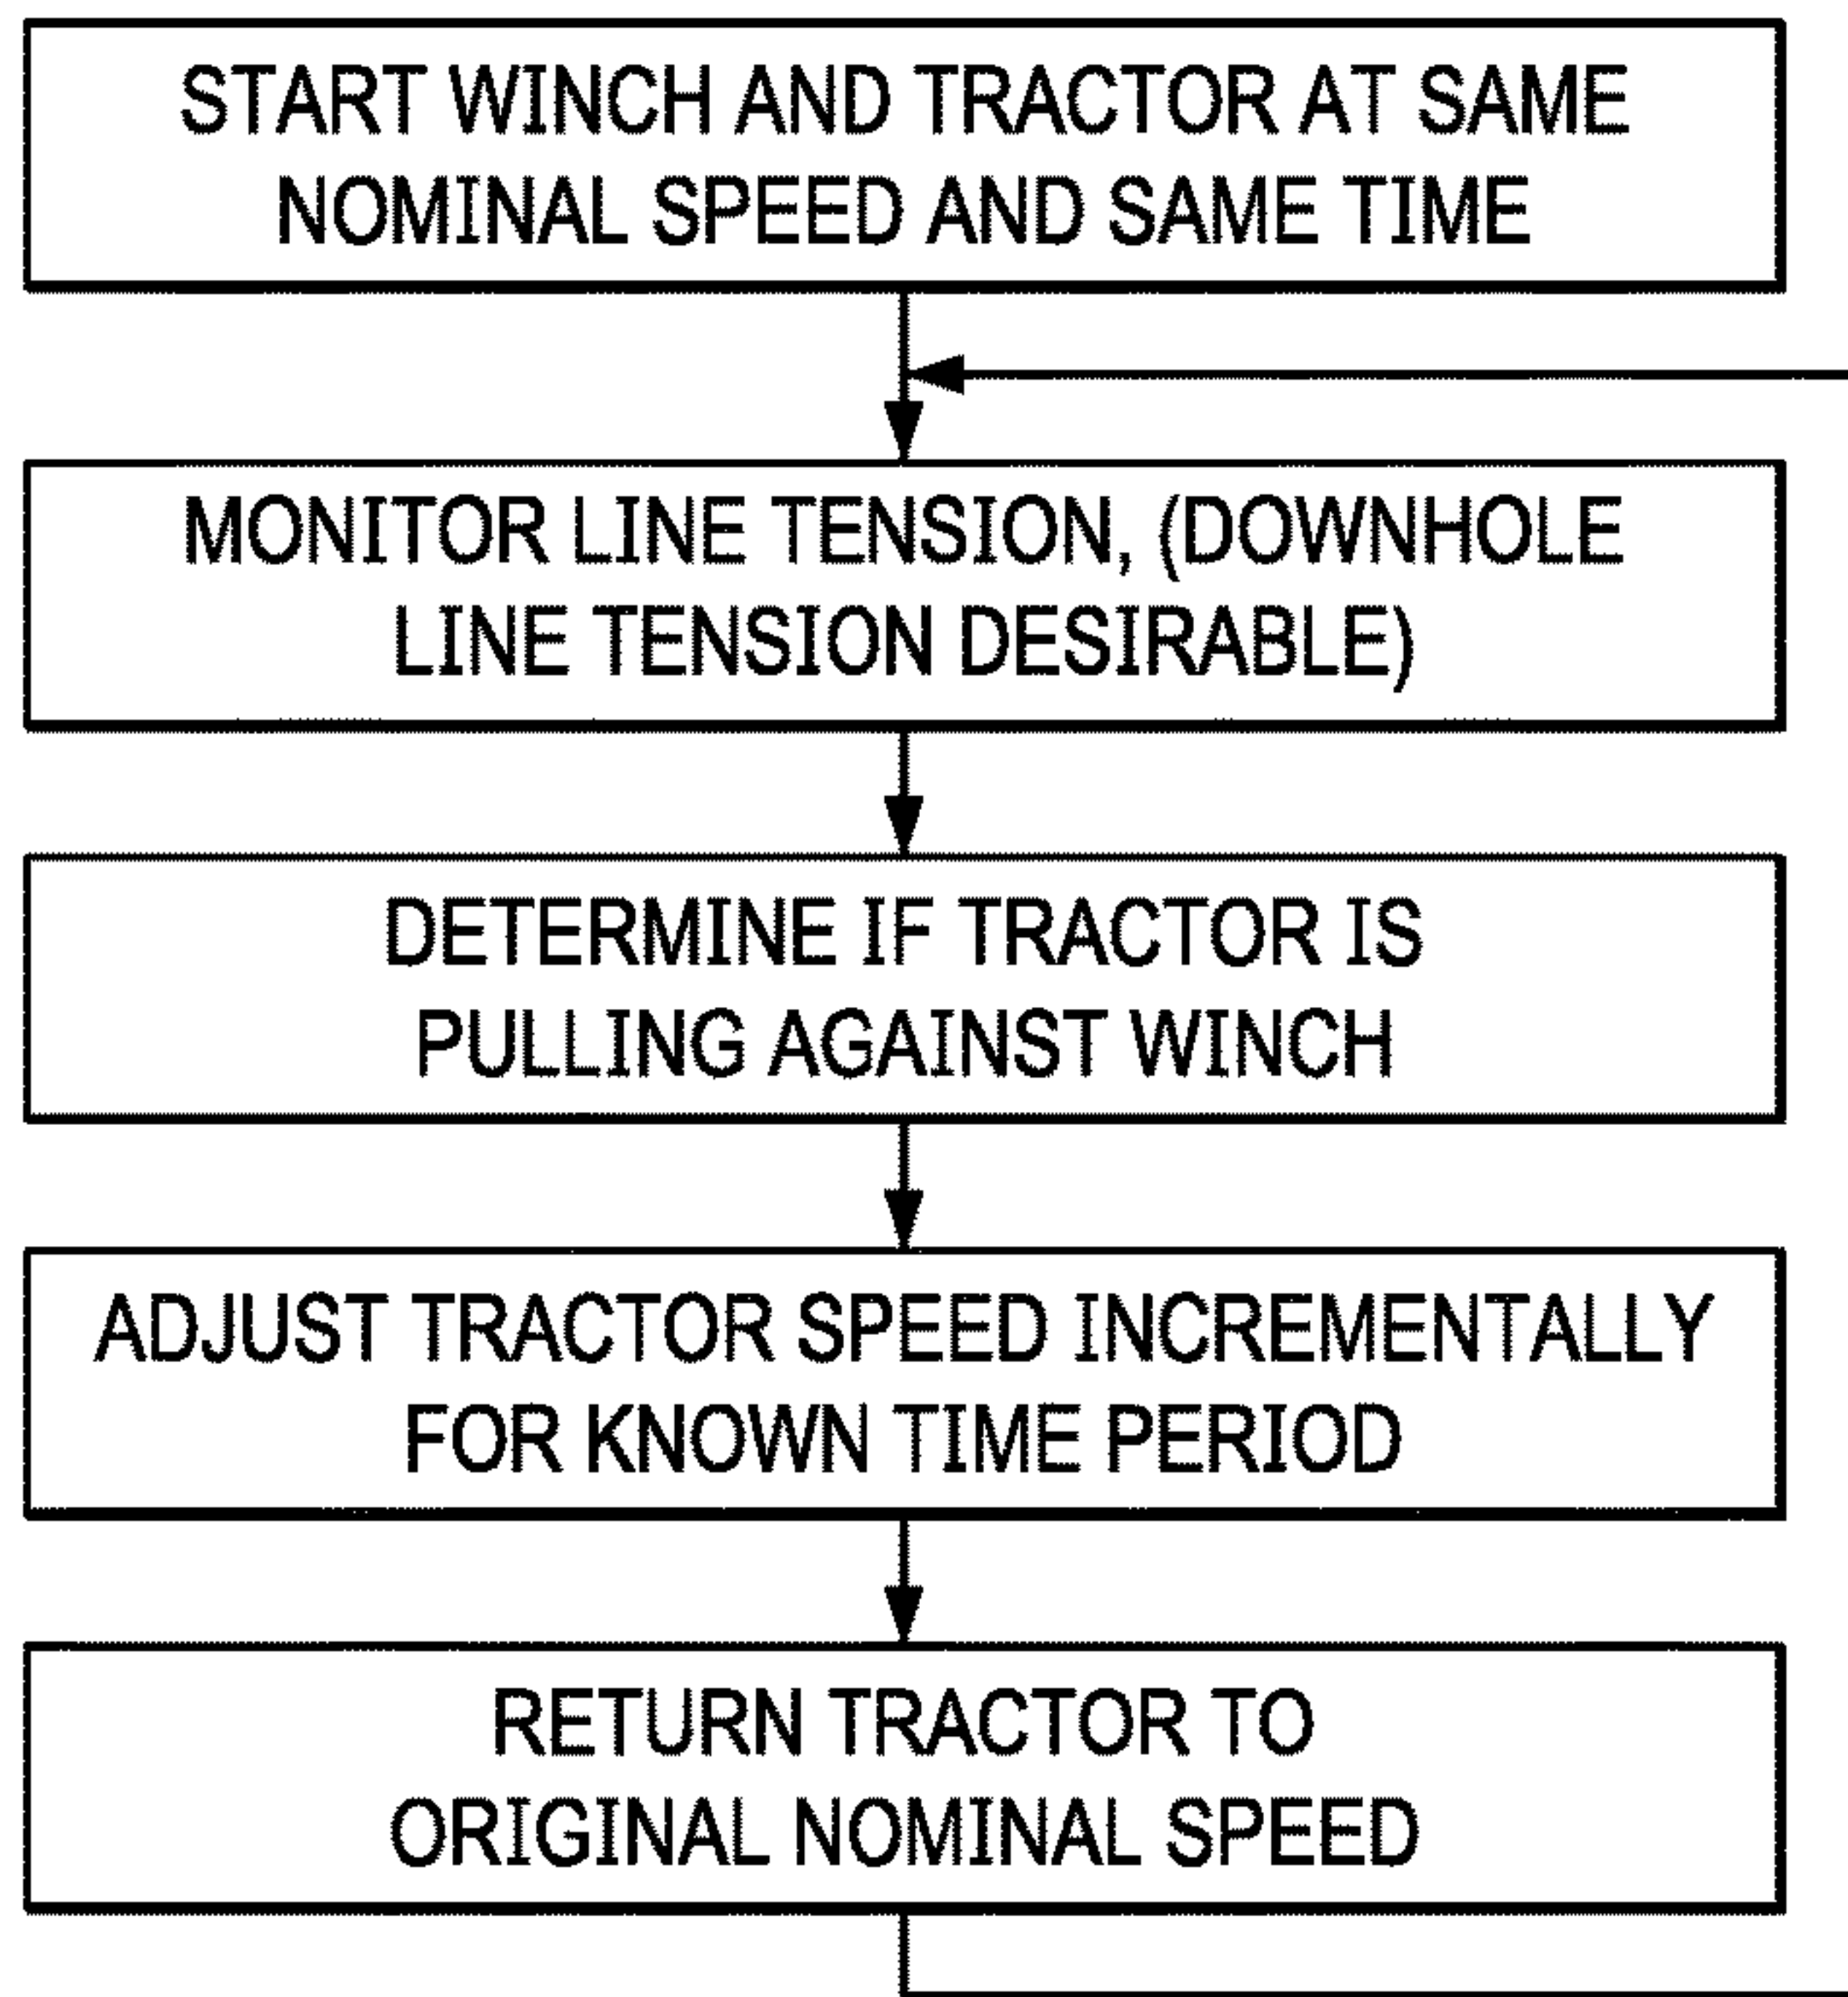 START WINCH AND TRACTOR AT SAME
NOMINAL SPEED AND SAME TIME
MONITOR LINE TENSION, (DOWNHOLE
LINE TENSION DESIRABLE)
DETERMINE IF TRACTOR IS
PULLING AGAINST WINCH
ADJUST TRACTOR SPEED INCREMENTALLY
FOR KNOWN TIME PERIOD
RETURN TRACTOR TO
ORIGINAL NOMINAL SPEED